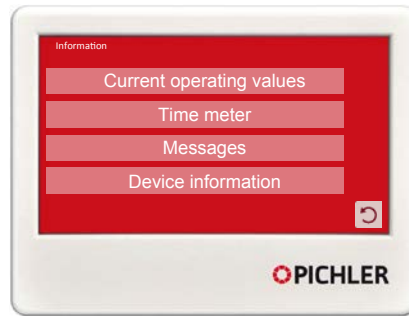 Information
Current operating values
Time meter
Messages
Device information
PICHLER